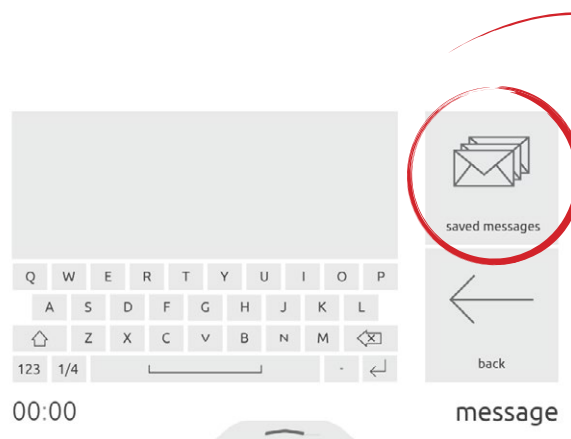 saved messages
Q W E R T Y U I O P
A S D F G H J K L
Z X C V B N M
back
123 1/4 -
00:00
message